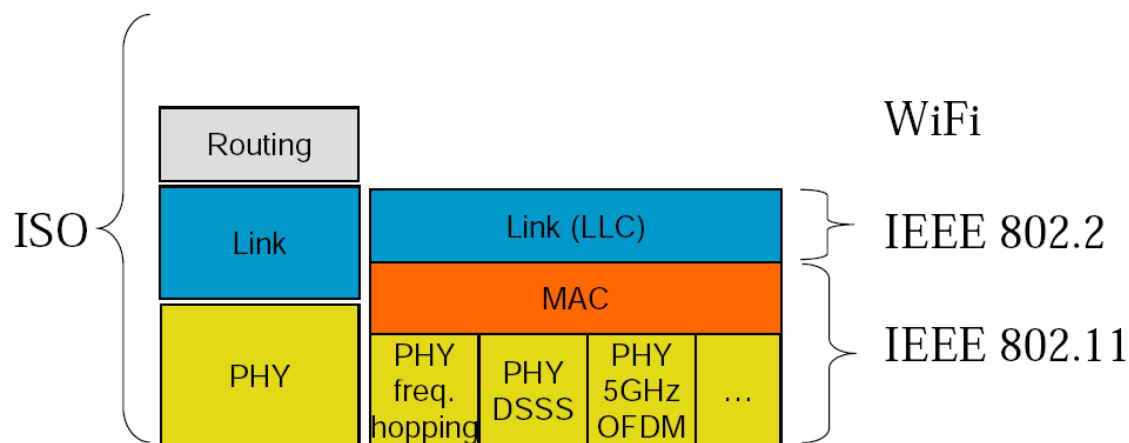 ISO
Routing
Link
PHY
Link (LLC)
MAC
PHY
freq.
hopping
PHY
DSSS
PHY
5GHz
OFDM
...
WiFi
IEEE 802.2
IEEE 802.11